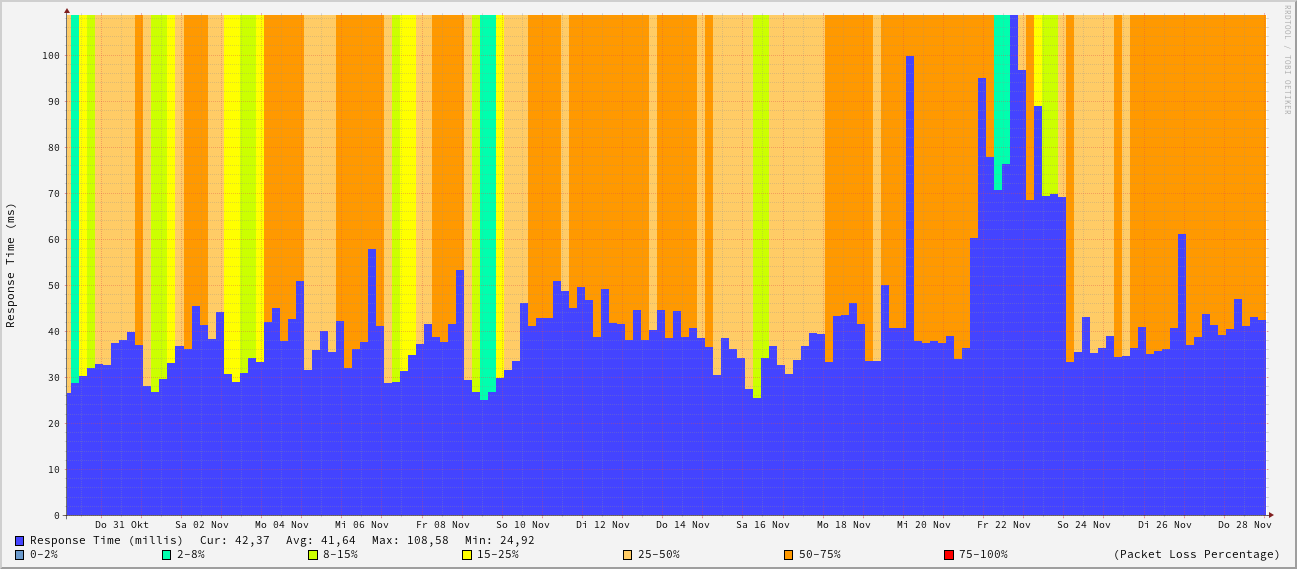 RRDTOOL / TOBI OETIKER
Response Time (ms)
100
90
80
70
60
50
40
30
20
10
0
Do 31 Okt Sa 02 Nov Mo 04 Nov Mi 06 Nov Fr 08 Nov So 10 Nov Di 12 Nov Do 14 Nov Sa 16 Nov Mo 18 Nov Mi 20 Nov Fr 22 Nov So 24 Nov Di 26 Nov Do 28 Nov
Response Time (millis) Cur: 42,37 Avg: 41,64 Max: 108,58 Min: 24,92
0-2% 2-8% 8-15% 15-25% 25-50% 50-75% 75-100% (Packet Loss Percentage)